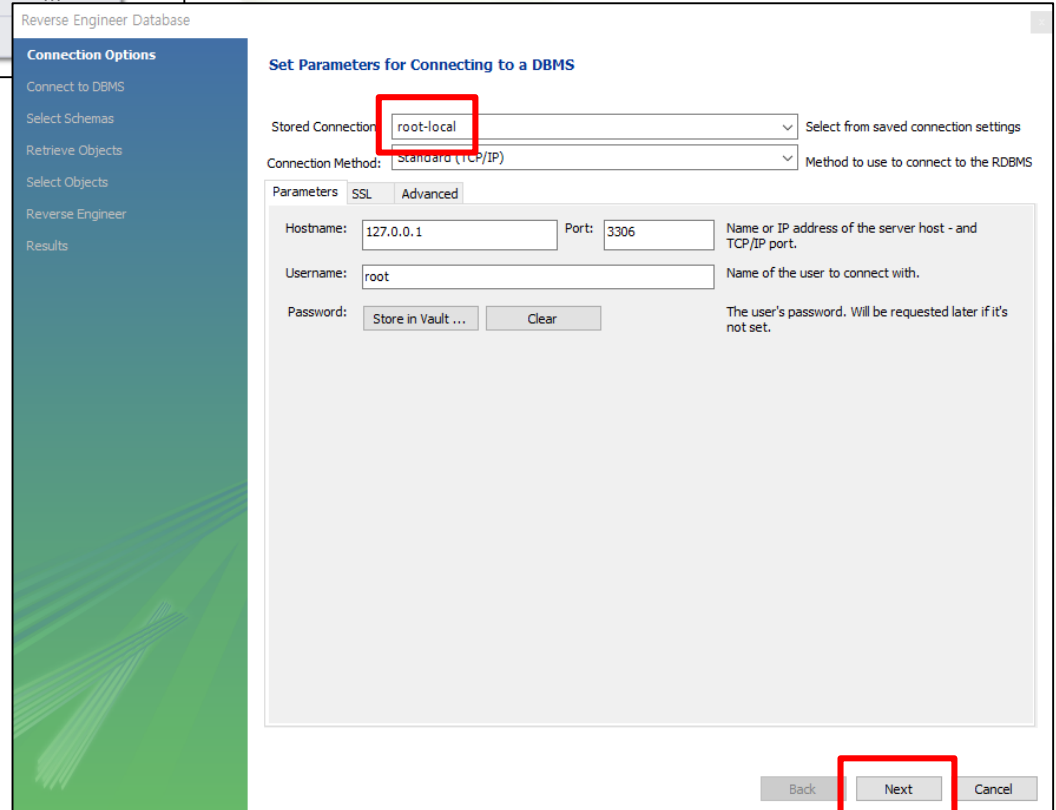 Reverse Engineer Database
Connection Options
Connect to DBMS
Select Schemas
Retrieve Objects
Select Objects
Reverse Engineer
Results
Set Parameters for Connecting to a DBMS
Stored Connection root-local Select from saved connection settings
Connection Method: Standard (TCP/IP) Method to use to connect to the RDBMS
Parameters SSL Advanced
Hostname: 127.0.0.1 Port: 3306 Name or IP address of the server host - and
TCP/IP port.
Username: root Name of the user to connect with.
Password: Store in Vault ... Clear The user's password. Will be requested later if it's
not set.
Back Next Cancel